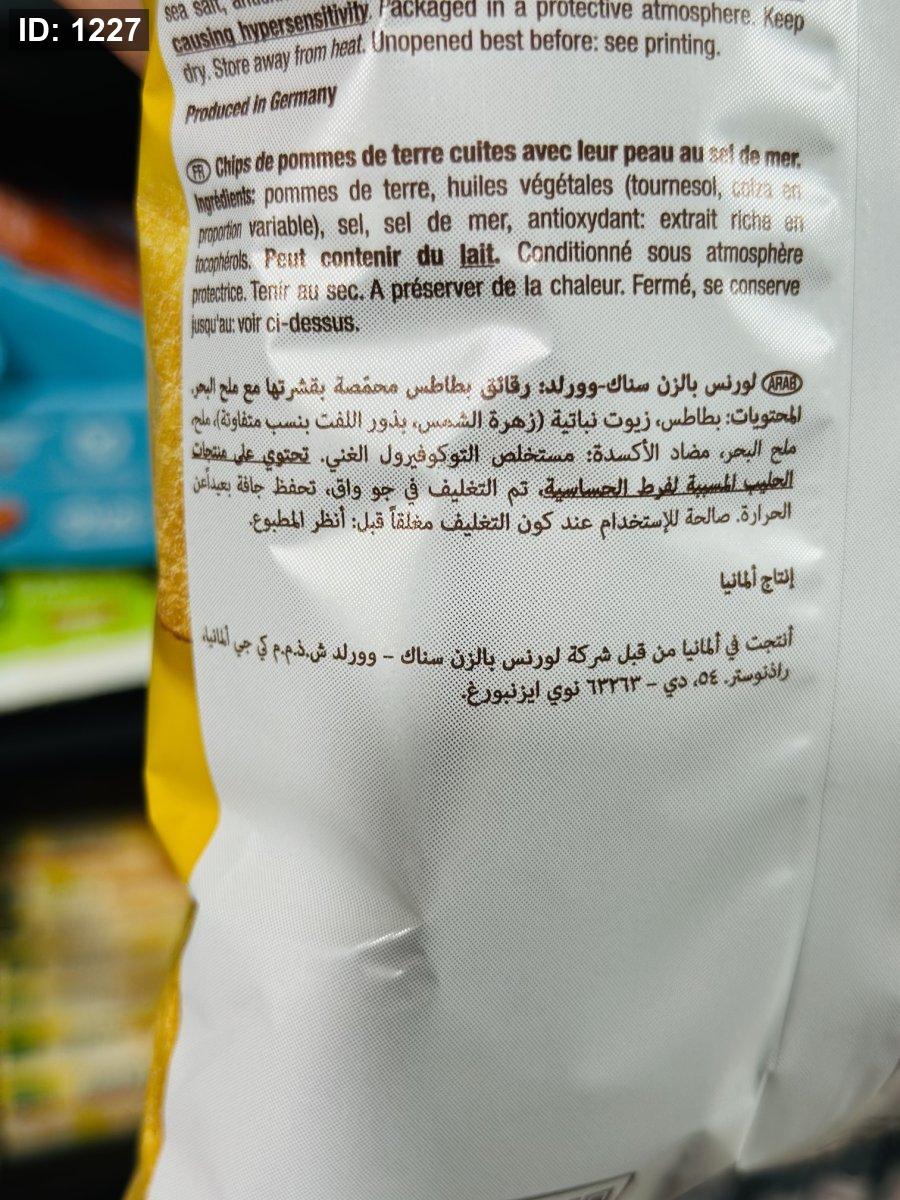 ID: 1227
sea salt,
causing hypersensitivity. Packaged in a protective atmosphere. Keep
dry. Store away from heat. Unopened best before: see printing.
Produced in Germany
FR Chips de pommes de terre cuites avec leur peau au sel de mer.
Ingrédients: pommes de terre, huiles végétales (tournesol, colza en
proportion variable), sel, sel de mer, antioxydant: extrait riche en
tocophérols. Peut contenir du lait. Conditionné sous atmosphère
protectrice. Tenir au sec. A préserver de la chaleur. Fermé, se conserve
jusqu'au: voir ci-dessus.
ARAB لورنس بالزن سناك-وورلد: رقائق بطاطس محمّصة بقشرتها مع ملح البحر.
المحتويات: بطاطس، زيوت نباتية (زهرة الشمس، بذور اللفت بنسب متفاوتة)، ملح
ملح البحر، مضاد الأكسدة: مستخلص التوكوفيرول الغني. تحتوي على منتجات
الحليب المسببة لفرط الحساسية. تم التغليف في جو واق، تحفظ جافة بعيداً عن
الحرارة. صالحة للإستخدام عند كون التغليف مغلقاً قبل: أنظر المطبوع.
إنتاج ألمانيا
أنتجت في ألمانيا من قبل شركة لورنس بالزن سناك – وورلد ش.ذ.م.م كي جي ألمانيا،
راذنوستر. ٥٤، دي – ٦٣٢٦٣ نوي ايزنبورغ.